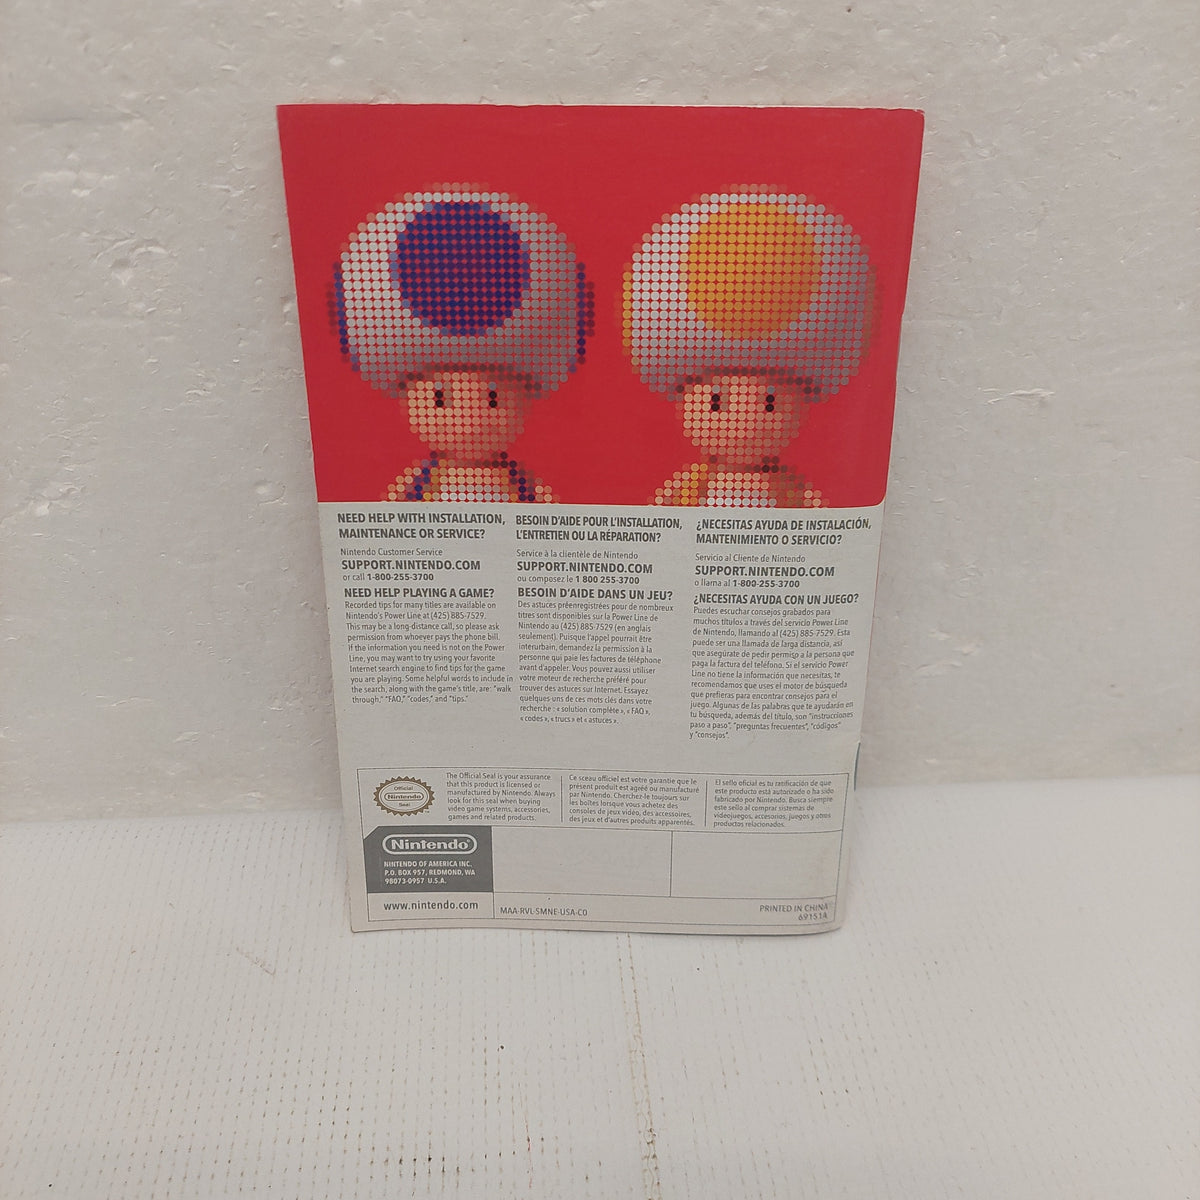 NEED HELP WITH INSTALLATION,
MAINTENANCE OR SERVICE?
Nintendo Customer Service
SUPPORT.NINTENDO.COM
or call 1-800-255-3700
NEED HELP PLAYING A GAME?
Recorded tips for many titles are available on
Nintendo's Power Line at (425) 885-7529.
This may be a long-distance call, so please ask
permission from whoever pays the phone bill.
If the information you need is not on the Power
Line, you may want to try using your favorite
Internet search engine to find tips for the game
you are playing. Some helpful words to include in
the search, along with the game's title, are: "walk
through," "FAQ," "codes," and "tips."
BESOIN D'AIDE POUR L'INSTALLATION,
L'ENTRETIEN OU LA RÉPARATION?
Service à la clientèle de Nintendo
SUPPORT.NINTENDO.COM
ou composez le 1 800 255-3700
BESOIN D'AIDE DANS UN JEU?
Des astuces préenregistrées pour de nombreux
titres sont disponibles sur la Power Line de
Nintendo au (425) 885-7529 (en anglais
seulement). Puisque l'appel pourrait être
interurbain, demandez la permission à la
personne qui paie les factures de téléphone
avant d'appeler. Vous pouvez aussi utiliser
votre moteur de recherche préféré pour
trouver des astuces sur Internet. Essayez
quelques-uns de ces mots clés dans votre
recherche : « solution complète », « FAQ »,
« codes », « trucs » et « astuces ».
¿NECESITAS AYUDA DE INSTALACIÓN,
MANTENIMIENTO O SERVICIO?
Servicio al Cliente de Nintendo
SUPPORT.NINTENDO.COM
o llama al 1-800-255-3700
¿NECESITAS AYUDA CON UN JUEGO?
Puedes escuchar consejos grabados para
muchos títulos a través del servicio Power Line
de Nintendo, llamando al (425) 885-7529. Esta
puede ser una llamada de larga distancia, así
que asegúrate de pedir permiso a la persona que
paga la factura del teléfono. Si el servicio Power
Line no tiene la información que necesitas, te
recomendamos que uses el motor de búsqueda
que prefieras para encontrar consejos para el
juego. Algunas de las palabras que te ayudarán en
tu búsqueda, además del título, son "instrucciones
paso a paso", "preguntas frecuentes", "códigos"
y "consejos".
Official
Nintendo
Seal
The Official Seal is your assurance
that this product is licensed or
manufactured by Nintendo. Always
look for this seal when buying
video game systems, accessories,
games and related products.
Ce sceau officiel est votre garantie que le
présent produit est agréé ou manufacturé
par Nintendo. Cherchez-le toujours sur
les boîtes lorsque vous achetez des
consoles de jeux vidéo, des accessoires,
des jeux et d'autres produits apparentés.
El sello oficial es tu ratificación de que
este producto está autorizado o ha sido
fabricado por Nintendo. Busca siempre
este sello al comprar sistemas de
videojuegos, accesorios, juegos y otros
productos relacionados.
Nintendo®
NINTENDO OF AMERICA INC.
P.O. BOX 957, REDMOND, WA
98073-0957 U.S.A.
www.nintendo.com
MAA-RVL-SMNE-USA-C0
PRINTED IN CHINA
69151A